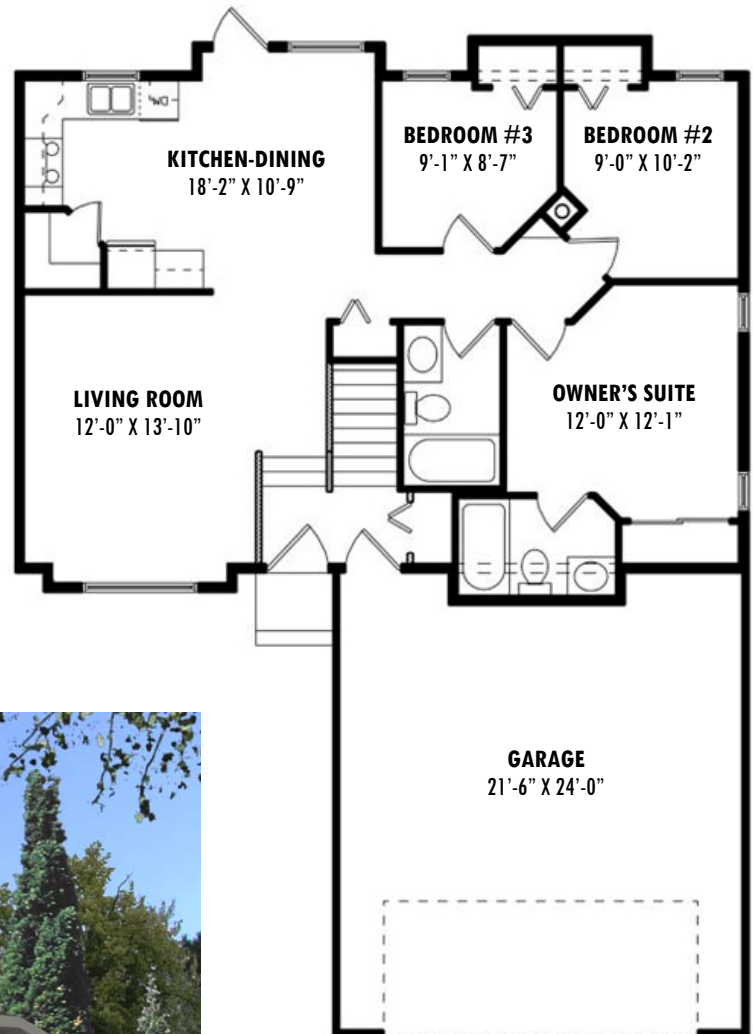 KITCHEN-DINING
18'-2" X 10'-9"
BEDROOM #3
9'-1" X 8'-7"
BEDROOM #2
9'-0" X 10'-2"
LIVING ROOM
12'-0" X 13'-10"
OWNER'S SUITE
12'-0" X 12'-1"
GARAGE
21'-6" X 24'-0"